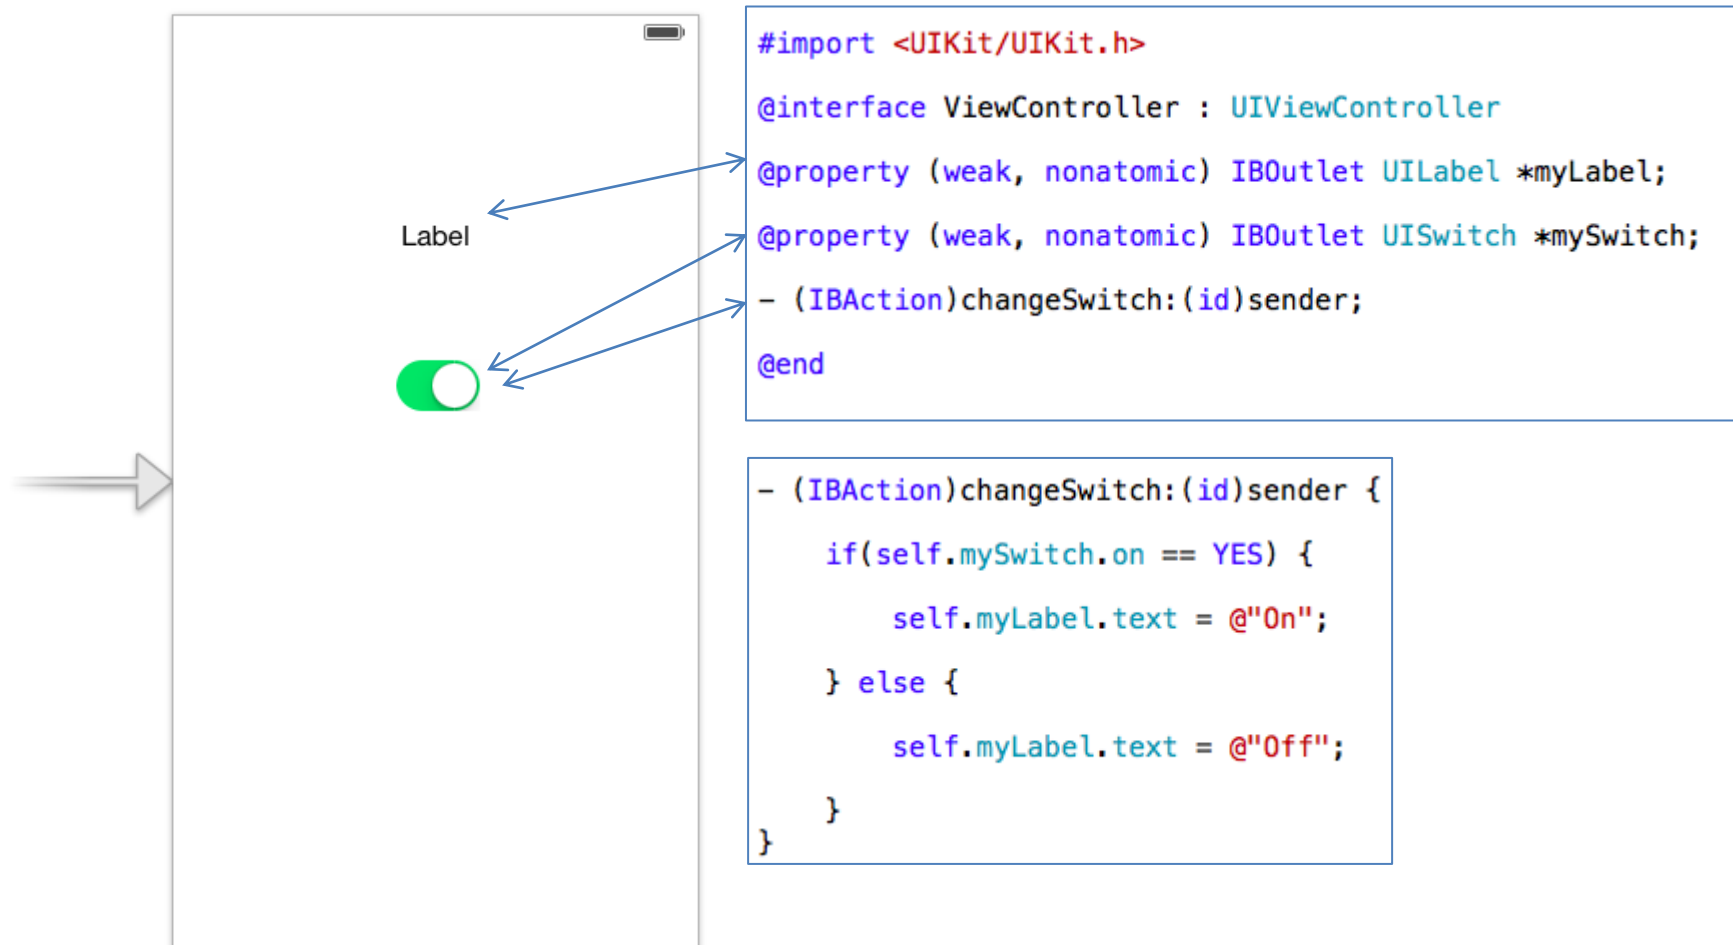 Label
#import <UIKit/UIKit.h>
@interface ViewController : UIViewController
@property (weak, nonatomic) IBOutlet UILabel *myLabel;
@property (weak, nonatomic) IBOutlet UISwitch *mySwitch;
- (IBAction)changeSwitch:(id)sender;
@end
- (IBAction)changeSwitch:(id)sender {
if(self.mySwitch.on == YES) {
self.myLabel.text = @"On";
} else {
self.myLabel.text = @"Off";
}
}